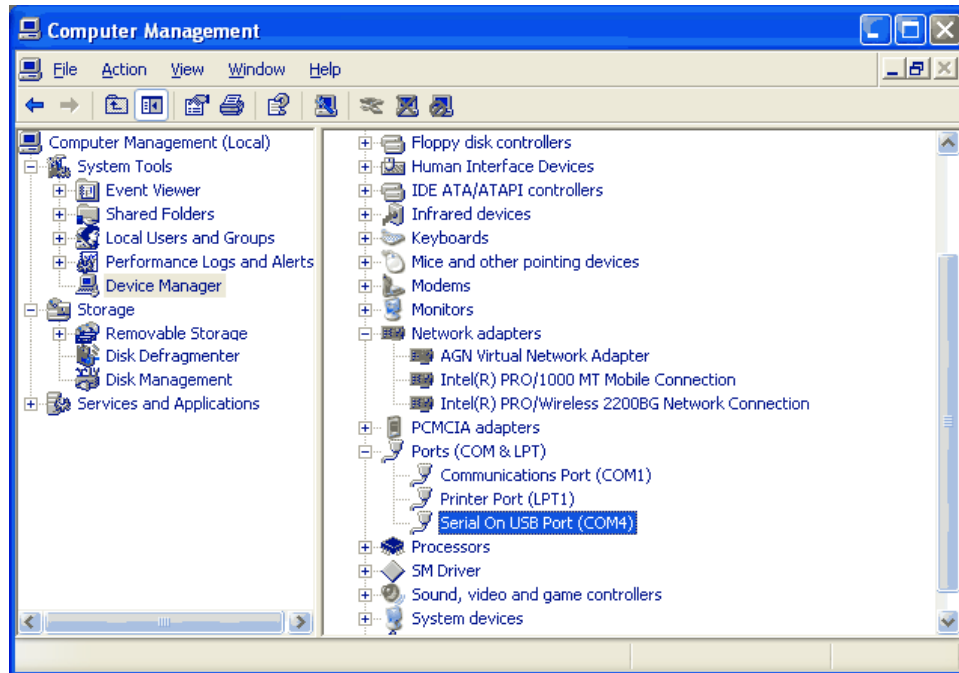 Computer Management
File Action View Window Help
Computer Management (Local)
System Tools
Event Viewer
Shared Folders
Local Users and Groups
Performance Logs and Alerts
Device Manager
Storage
Removable Storage
Disk Defragmenter
Disk Management
Services and Applications
Floppy disk controllers
Human Interface Devices
IDE ATA/ATAPI controllers
Infrared devices
Keyboards
Mice and other pointing devices
Modems
Monitors
Network adapters
AGN Virtual Network Adapter
Intel(R) PRO/1000 MT Mobile Connection
Intel(R) PRO/Wireless 2200BG Network Connection
PCMCIA adapters
Ports (COM & LPT)
Communications Port (COM1)
Printer Port (LPT1)
Serial On USB Port (COM4)
Processors
SM Driver
Sound, video and game controllers
System devices